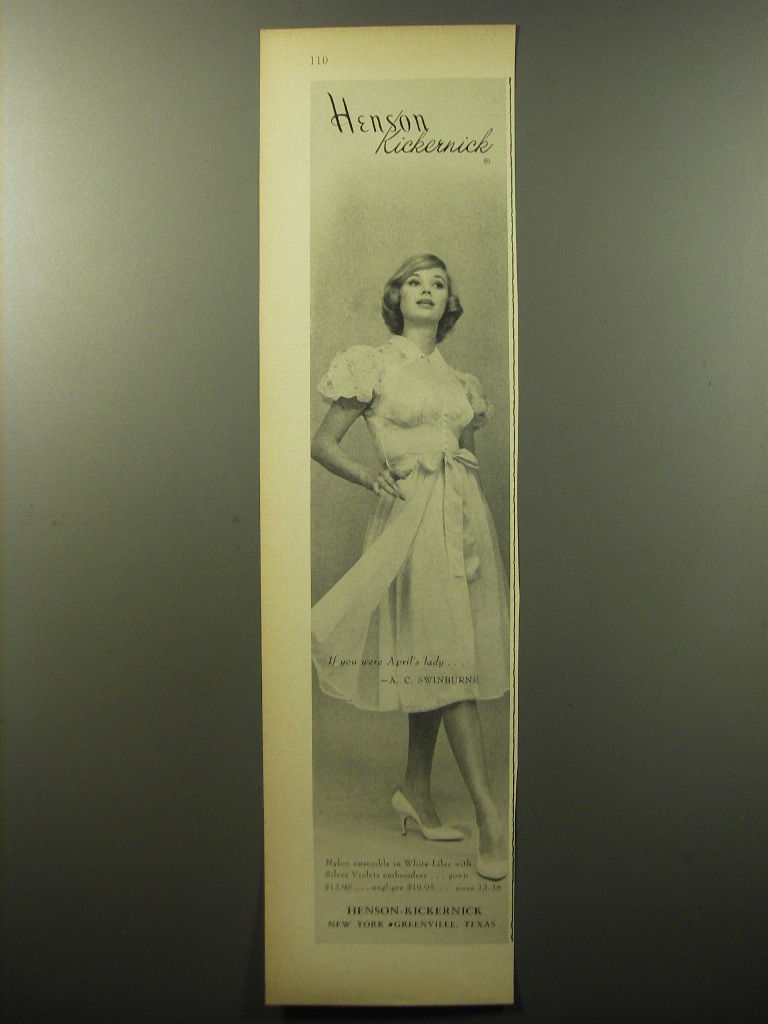 110
Henson
Kickernick
®
If you were April's lady . . .
—A. C. SWINBURNE
Nylon ensemble in White Lilac with
Silver Violets embroidery . . . gown
$12.95 . . . negligee $19.95 . . . sizes 32-38
HENSON-KICKERNICK
NEW YORK • GREENVILLE, TEXAS